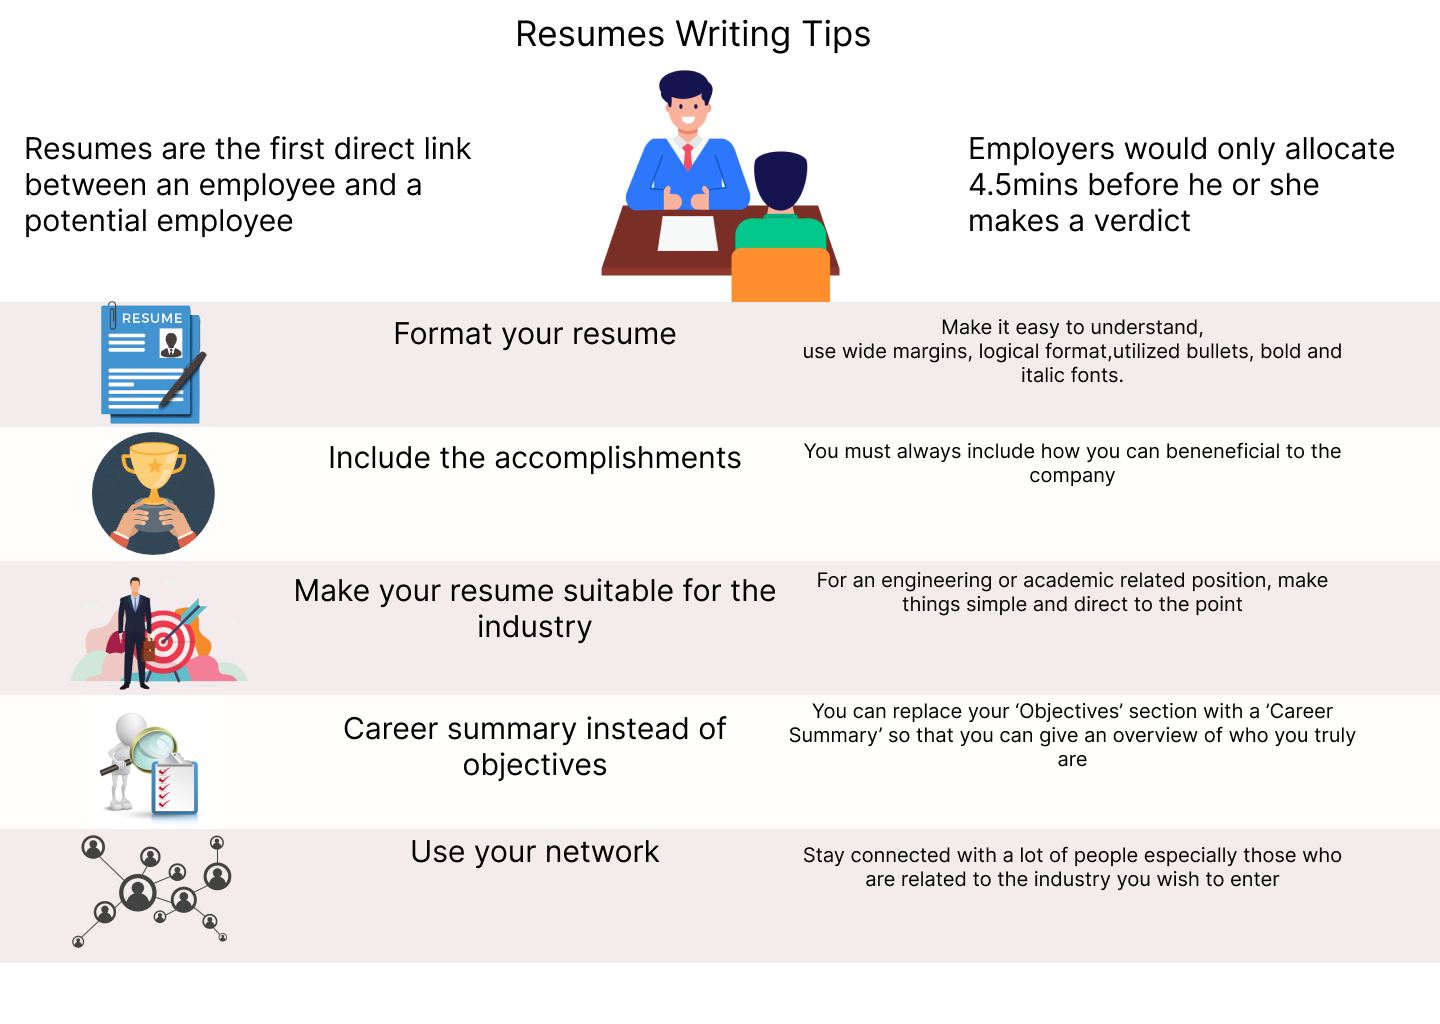 Resumes Writing Tips
Resumes are the first direct link
between an employee and a
potential employee
Employers would only allocate
4.5mins before he or she
makes a verdict
RESUME
Format your resume
Make it easy to understand,
use wide margins, logical format,utilized bullets, bold and
italic fonts.
Include the accomplishments
You must always include how you can beneneficial to the
company
Make your resume suitable for the
industry
For an engineering or academic related position, make
things simple and direct to the point
Career summary instead of
objectives
You can replace your ‘Objectives’ section with a ’Career
Summary’ so that you can give an overview of who you truly
are
Use your network
Stay connected with a lot of people especially those who
are related to the industry you wish to enter